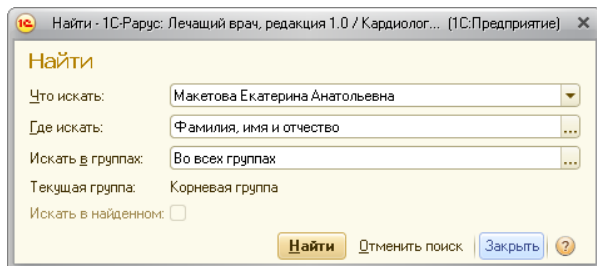 Найти - 1С-Рарус: Лечащий врач, редакция 1.0 / Кардиолог... (1С:Предприятие)
Найти
Что искать: Макетова Екатерина Анатольевна
Где искать: Фамилия, имя и отчество ...
Искать в группах: Во всех группах ...
Текущая группа: Корневая группа
Искать в найденном:
Найти Отменить поиск Закрыть ?